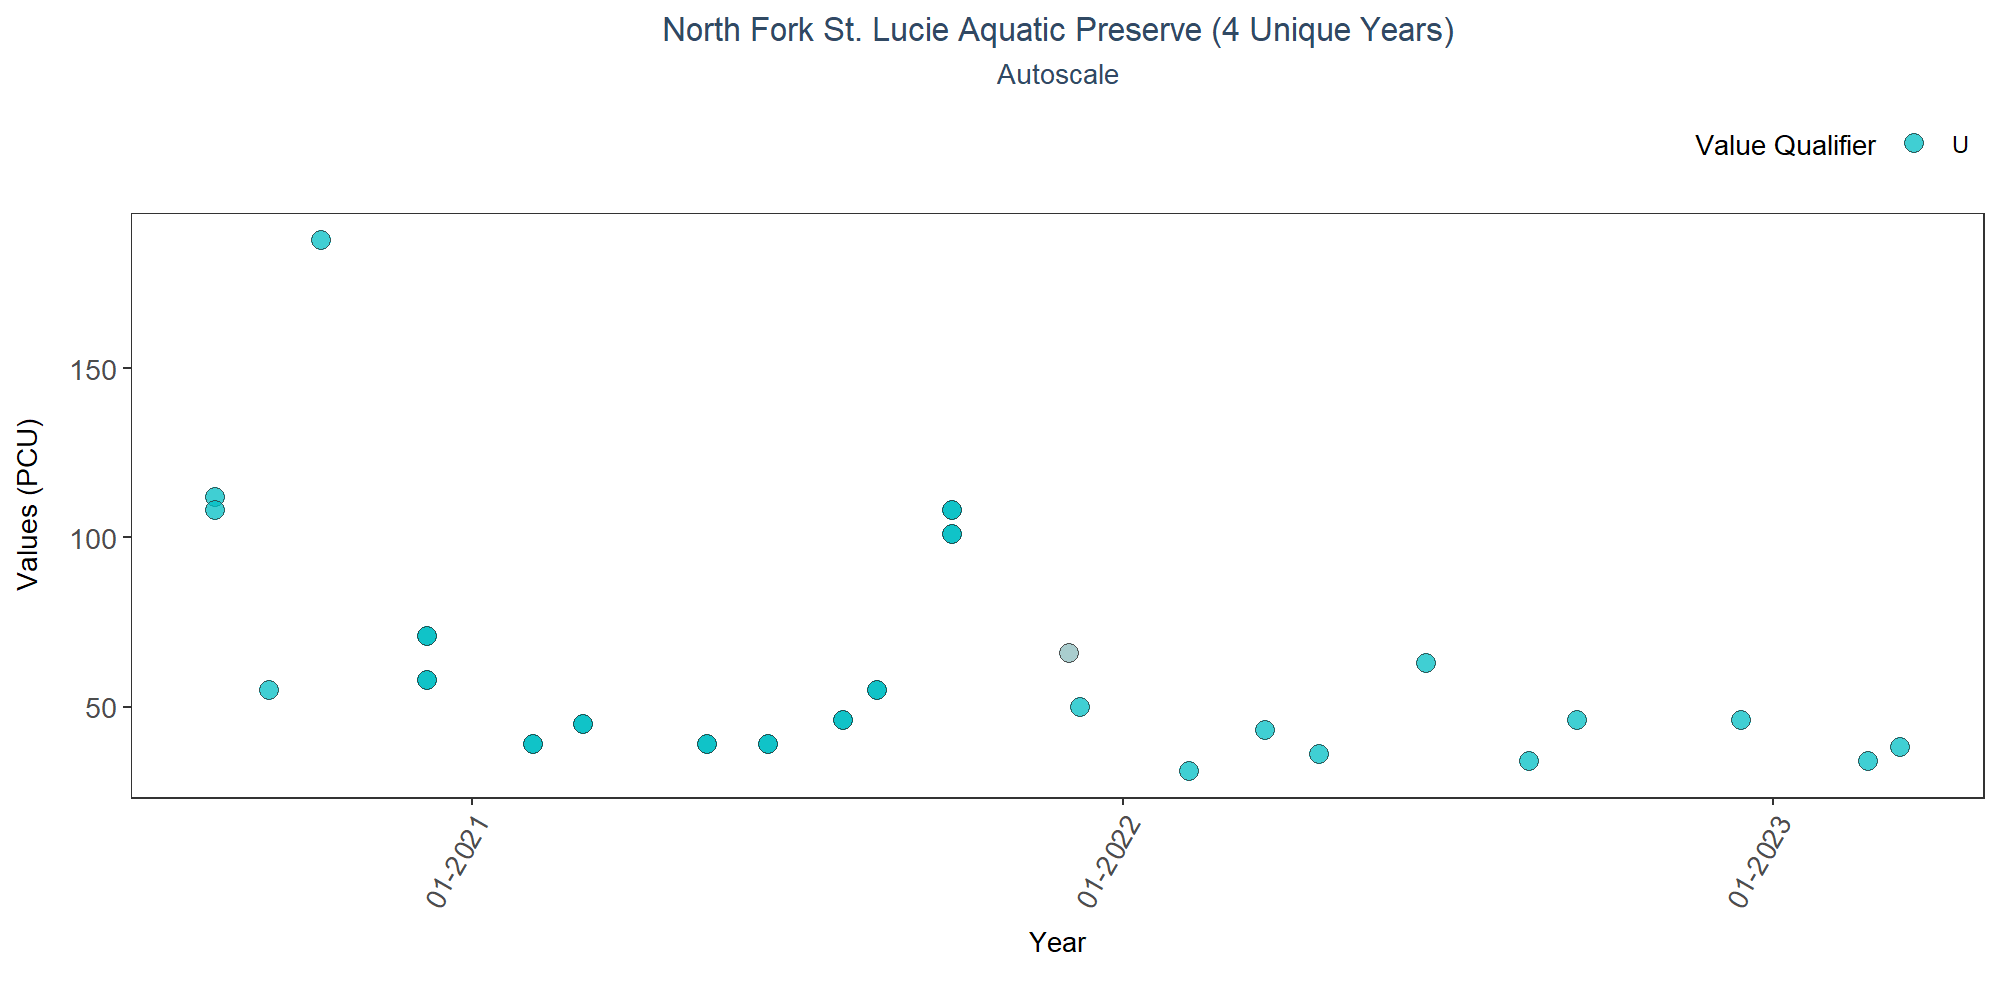 North Fork St. Lucie Aquatic Preserve (4 Unique Years)
Autoscale
Value Qualifier U
Values (PCU)
150
100
50
01-2021
01-2022
01-2023
Year